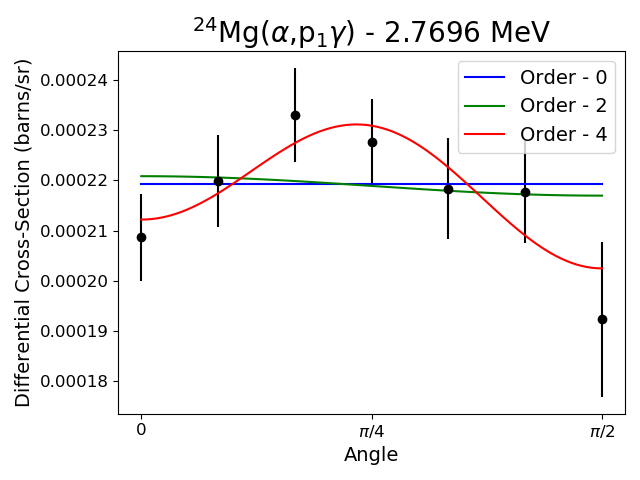 ²⁴Mg(α,p₁γ) - 2.7696 MeV
Differential Cross-Section (barns/sr)
0.00024
0.00023
0.00022
0.00021
0.00020
0.00019
0.00018
Order - 0
Order - 2
Order - 4
0
π/4
π/2
Angle